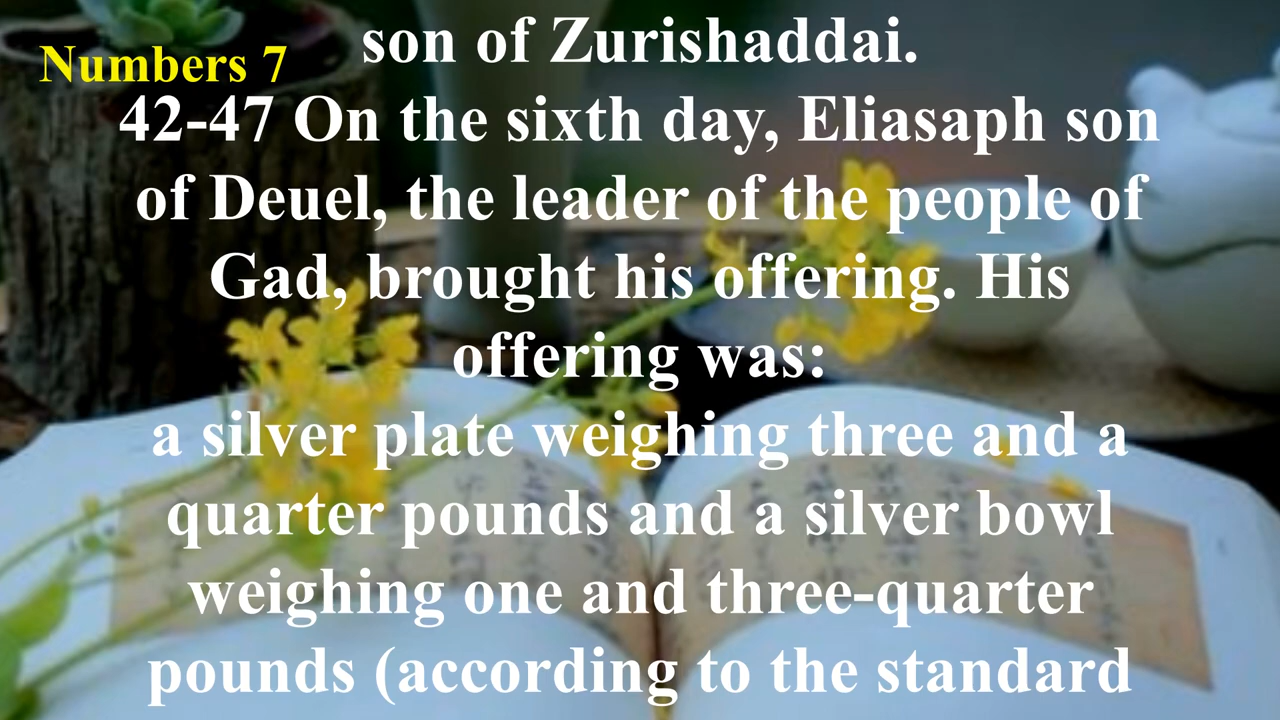 Numbers 7
son of Zurishaddai.
42-47 On the sixth day, Eliasaph son
of Deuel, the leader of the people of
Gad, brought his offering. His
offering was:
a silver plate weighing three and a
quarter pounds and a silver bowl
weighing one and three-quarter
pounds (according to the standard